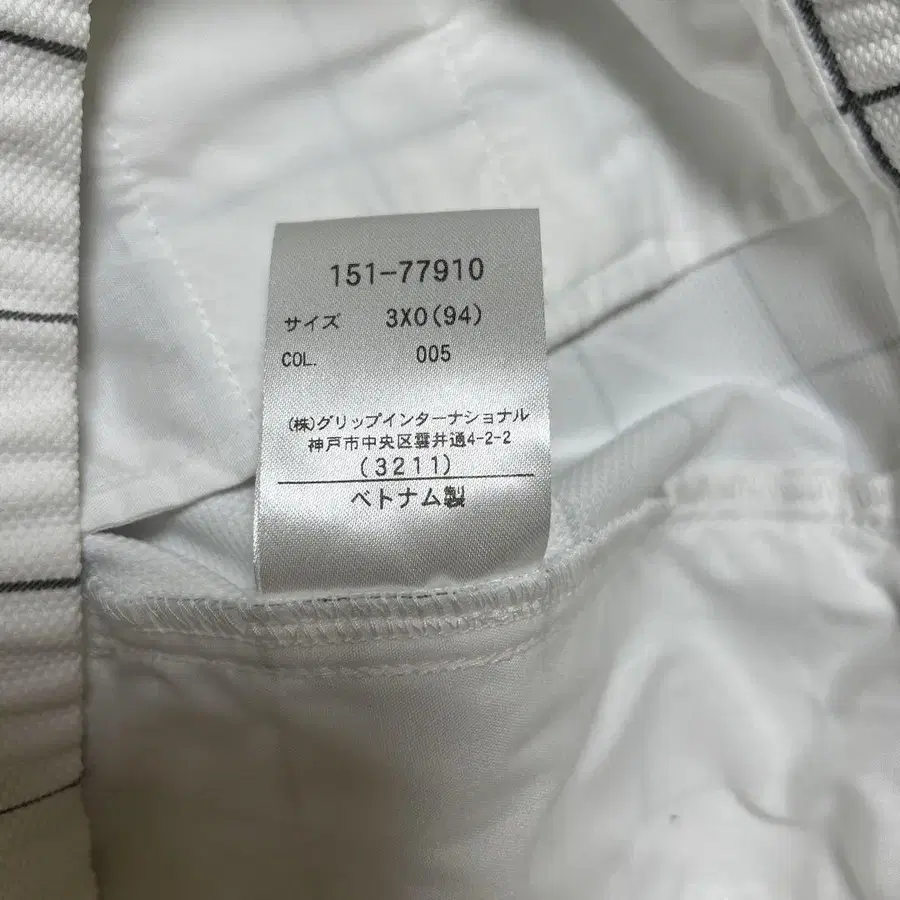 151-77910
サイズ 3XO(94)
COL. 005
(株)グリップインターナショナル
神戸市中央区雲井通4-2-2
(3211)
ベトナム製